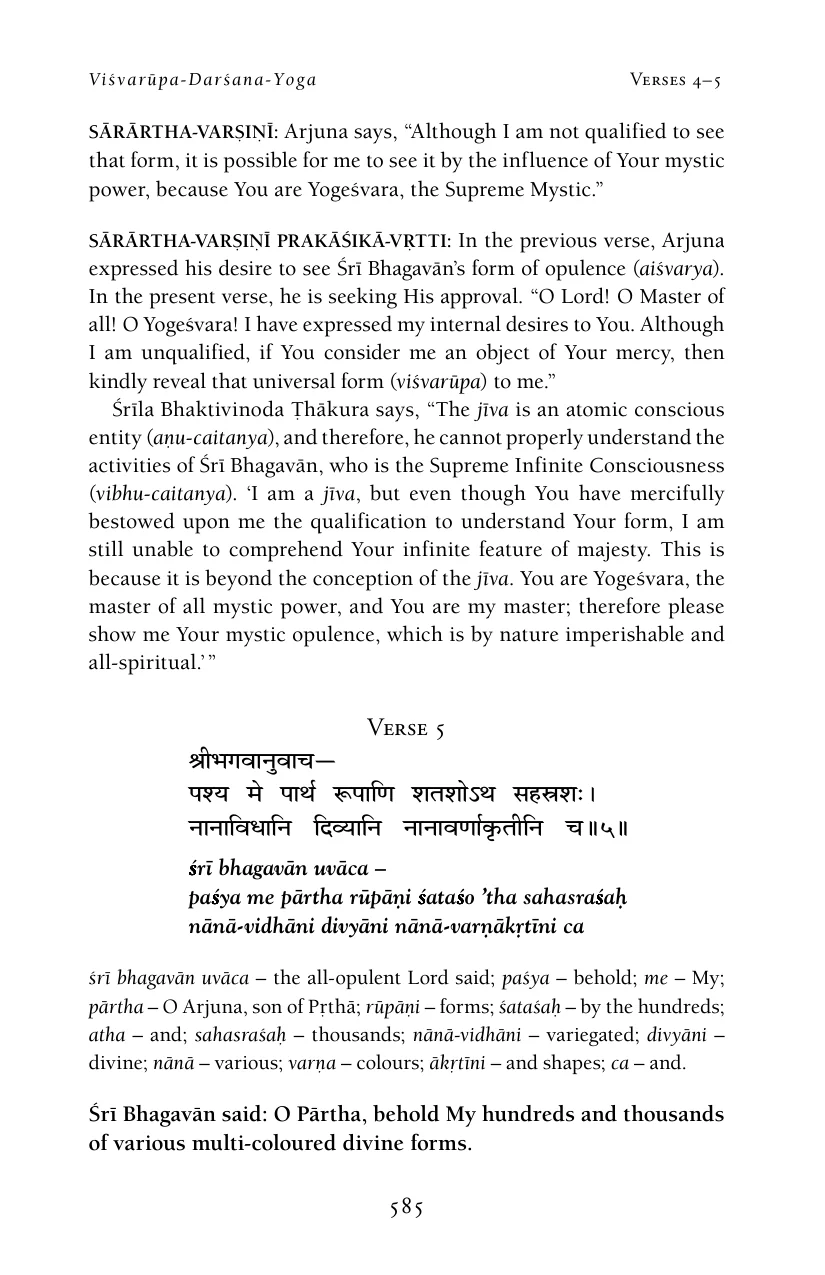 Viśvarūpa-Darśana-Yoga
Verses 4–5
SĀRĀRTHA-VARṢIṆĪ: Arjuna says, “Although I am not qualified to see
that form, it is possible for me to see it by the influence of Your mystic
power, because You are Yogeśvara, the Supreme Mystic.”
SĀRĀRTHA-VARṢIṆĪ PRAKĀŚIKĀ-VṚTTI: In the previous verse, Arjuna
expressed his desire to see Śrī Bhagavān’s form of opulence (aiśvarya).
In the present verse, he is seeking His approval. “O Lord! O Master of
all! O Yogeśvara! I have expressed my internal desires to You. Although
I am unqualified, if You consider me an object of Your mercy, then
kindly reveal that universal form (viśvarūpa) to me.”
Śrīla Bhaktivinoda Ṭhākura says, “The jīva is an atomic conscious
entity (aṇu-caitanya), and therefore, he cannot properly understand the
activities of Śrī Bhagavān, who is the Supreme Infinite Consciousness
(vibhu-caitanya). ‘I am a jīva, but even though You have mercifully
bestowed upon me the qualification to understand Your form, I am
still unable to comprehend Your infinite feature of majesty. This is
because it is beyond the conception of the jīva. You are Yogeśvara, the
master of all mystic power, and You are my master; therefore please
show me Your mystic opulence, which is by nature imperishable and
all-spiritual.’ ”
Verse 5
श्रीभगवानुवाच—
पश्य मे पार्थ रूपाणि शतशोऽथ सहस्रशः।
नानाविधानि दिव्यानि नानावर्णाकृतीनि च॥५॥
śrī bhagavān uvāca –
paśya me pārtha rūpāṇi śataśo ’tha sahasraśaḥ
nānā-vidhāni divyāni nānā-varṇākṛtīni ca
śrī bhagavān uvāca – the all-opulent Lord said; paśya – behold; me – My;
pārtha – O Arjuna, son of Pṛthā; rūpāṇi – forms; śataśaḥ – by the hundreds;
atha – and; sahasraśaḥ – thousands; nānā-vidhāni – variegated; divyāni –
divine; nānā – various; varṇa – colours; ākṛtīni – and shapes; ca – and.
Śrī Bhagavān said: O Pārtha, behold My hundreds and thousands
of various multi-coloured divine forms.
585